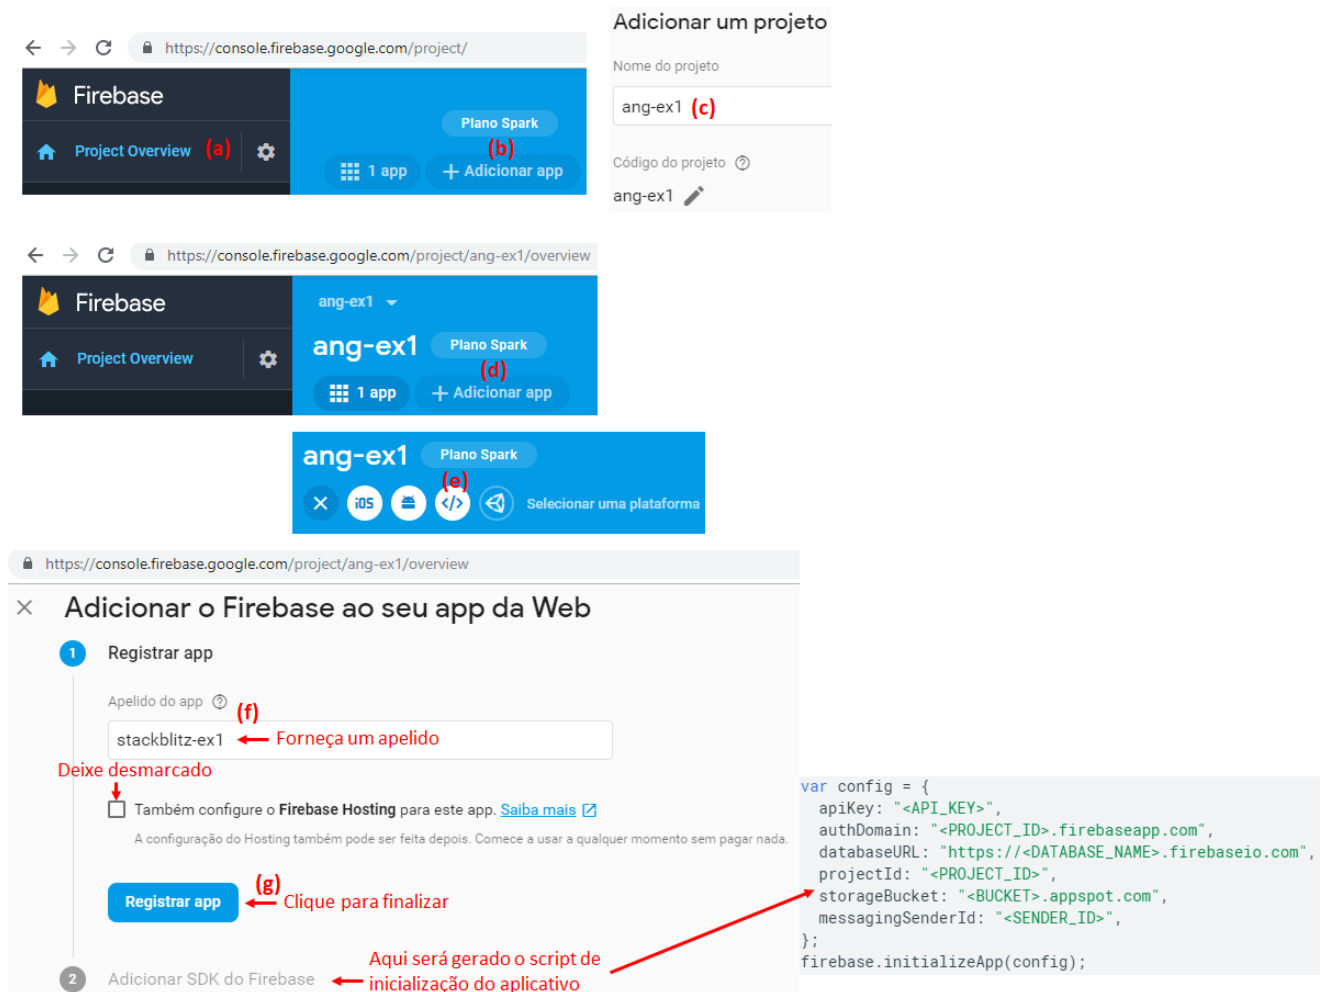 https://console.firebase.google.com/project/
Firebase
Project Overview (a)
Plano Spark
(b)
1 app
+ Adicionar app
Adicionar um projeto
Nome do projeto
ang-ex1 (c)
Código do projeto
ang-ex1
https://console.firebase.google.com/project/ang-ex1/overview
Firebase
Project Overview
ang-ex1
ang-ex1 Plano Spark
(d)
1 app + Adicionar app
ang-ex1 Plano Spark
(e)
iOS </> Selecionar uma plataforma
https://console.firebase.google.com/project/ang-ex1/overview
Adicionar o Firebase ao seu app da Web
1 Registrar app
Apelido do app ?
(f)
stackblitz-ex1 Forneça um apelido
Deixe desmarcado
Também configure o Firebase Hosting para este app. Saiba mais
A configuração do Hosting também pode ser feita depois. Comece a usar a qualquer momento sem pagar nada.
(g)
Registrar app Clique para finalizar
Aqui será gerado o script de
inicialização do aplicativo
2 Adicionar SDK do Firebase
var config = {
apiKey: "<API_KEY>",
authDomain: "<PROJECT_ID>.firebaseapp.com",
databaseURL: "https://<DATABASE_NAME>.firebaseio.com",
projectId: "<PROJECT_ID>",
storageBucket: "<BUCKET>.appspot.com",
messagingSenderId: "<SENDER_ID>",
};
firebase.initializeApp(config);